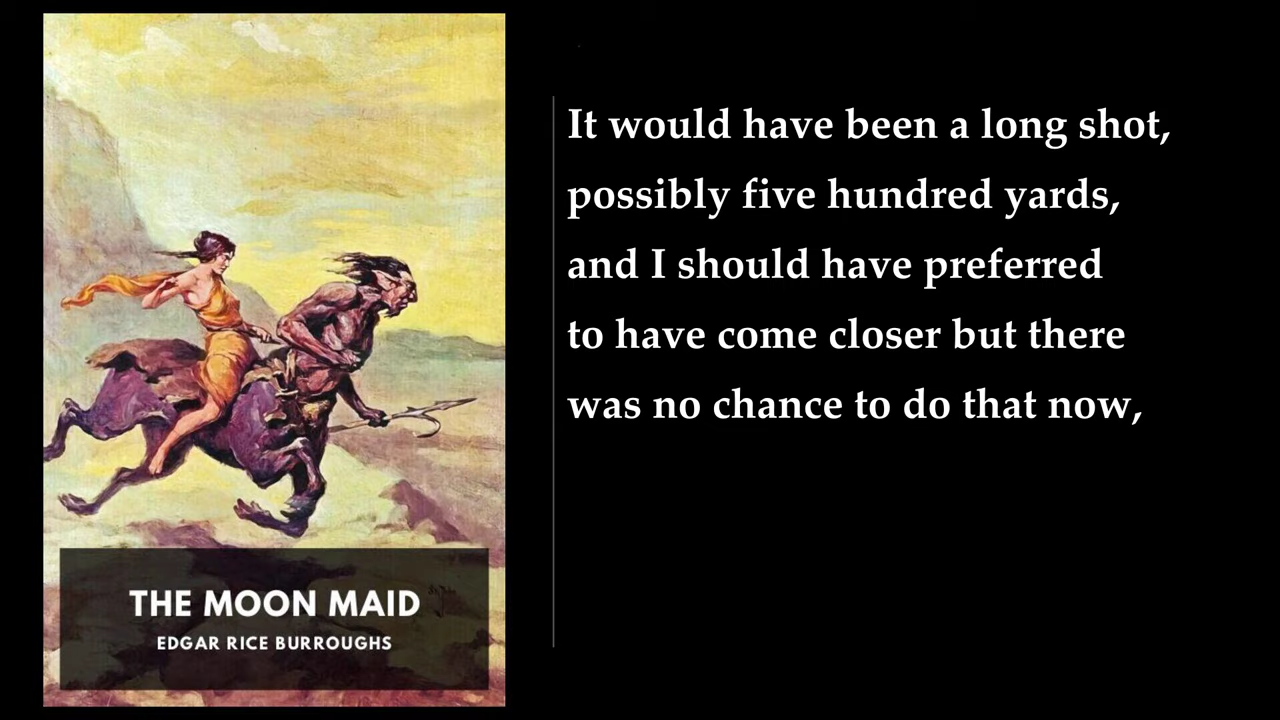 It would have been a long shot,
possibly five hundred yards,
and I should have preferred
to have come closer but there
was no chance to do that now,
THE MOON MAID
EDGAR RICE BURROUGHS